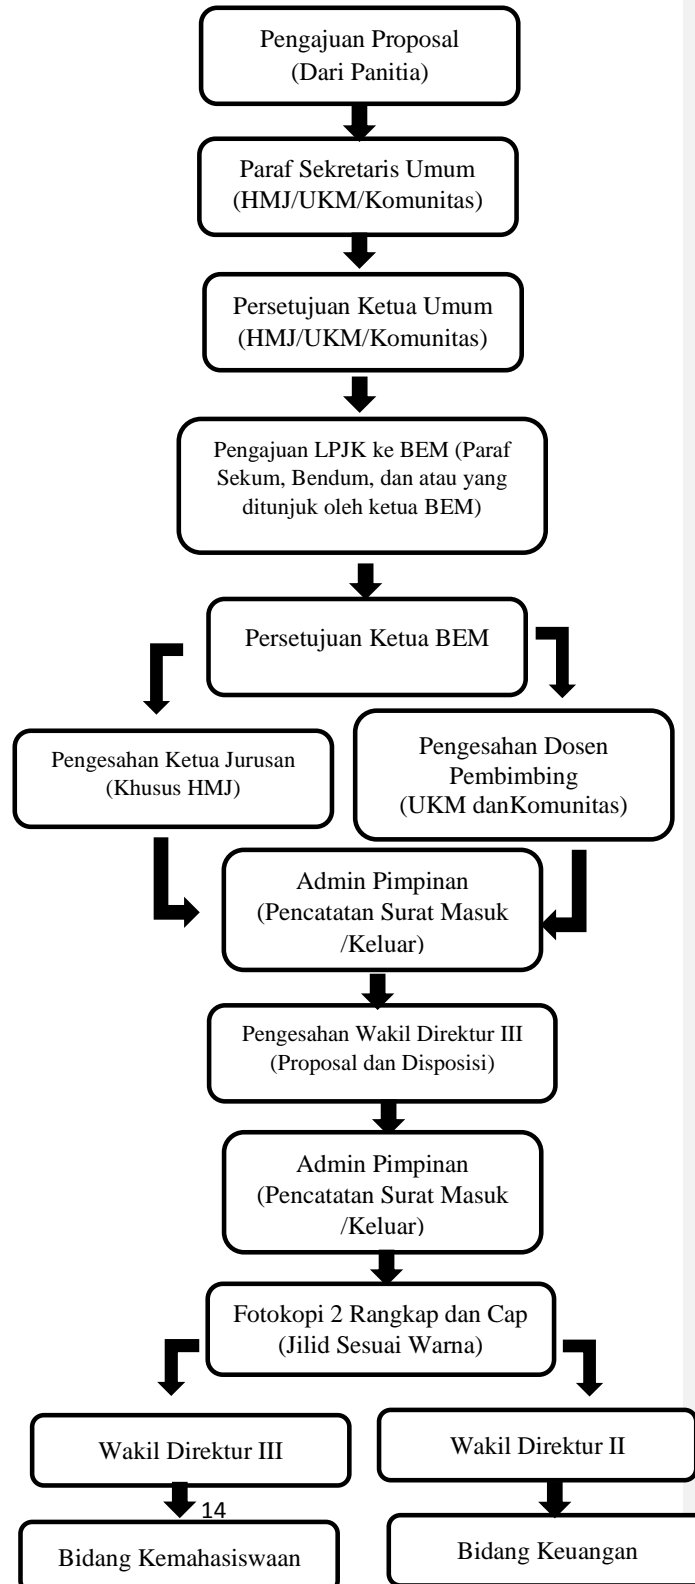 Pengajuan Proposal
(Dari Panitia)
Paraf Sekretaris Umum
(HMJ/UKM/Komunitas)
Persetujuan Ketua Umum
(HMJ/UKM/Komunitas)
Pengajuan LPJK ke BEM (Paraf
Sekum, Bendum, dan atau yang
ditunjuk oleh ketua BEM)
Persetujuan Ketua BEM
Pengesahan Ketua Jurusan
(Khusus HMJ)
Pengesahan Dosen
Pembimbing
(UKM danKomunitas)
Admin Pimpinan
(Pencatatan Surat Masuk
/Keluar)
Pengesahan Wakil Direktur III
(Proposal dan Disposisi)
Admin Pimpinan
(Pencatatan Surat Masuk
/Keluar)
Fotokopi 2 Rangkap dan Cap
(Jilid Sesuai Warna)
Wakil Direktur III
Wakil Direktur II
14
Bidang Kemahasiswaan
Bidang Keuangan